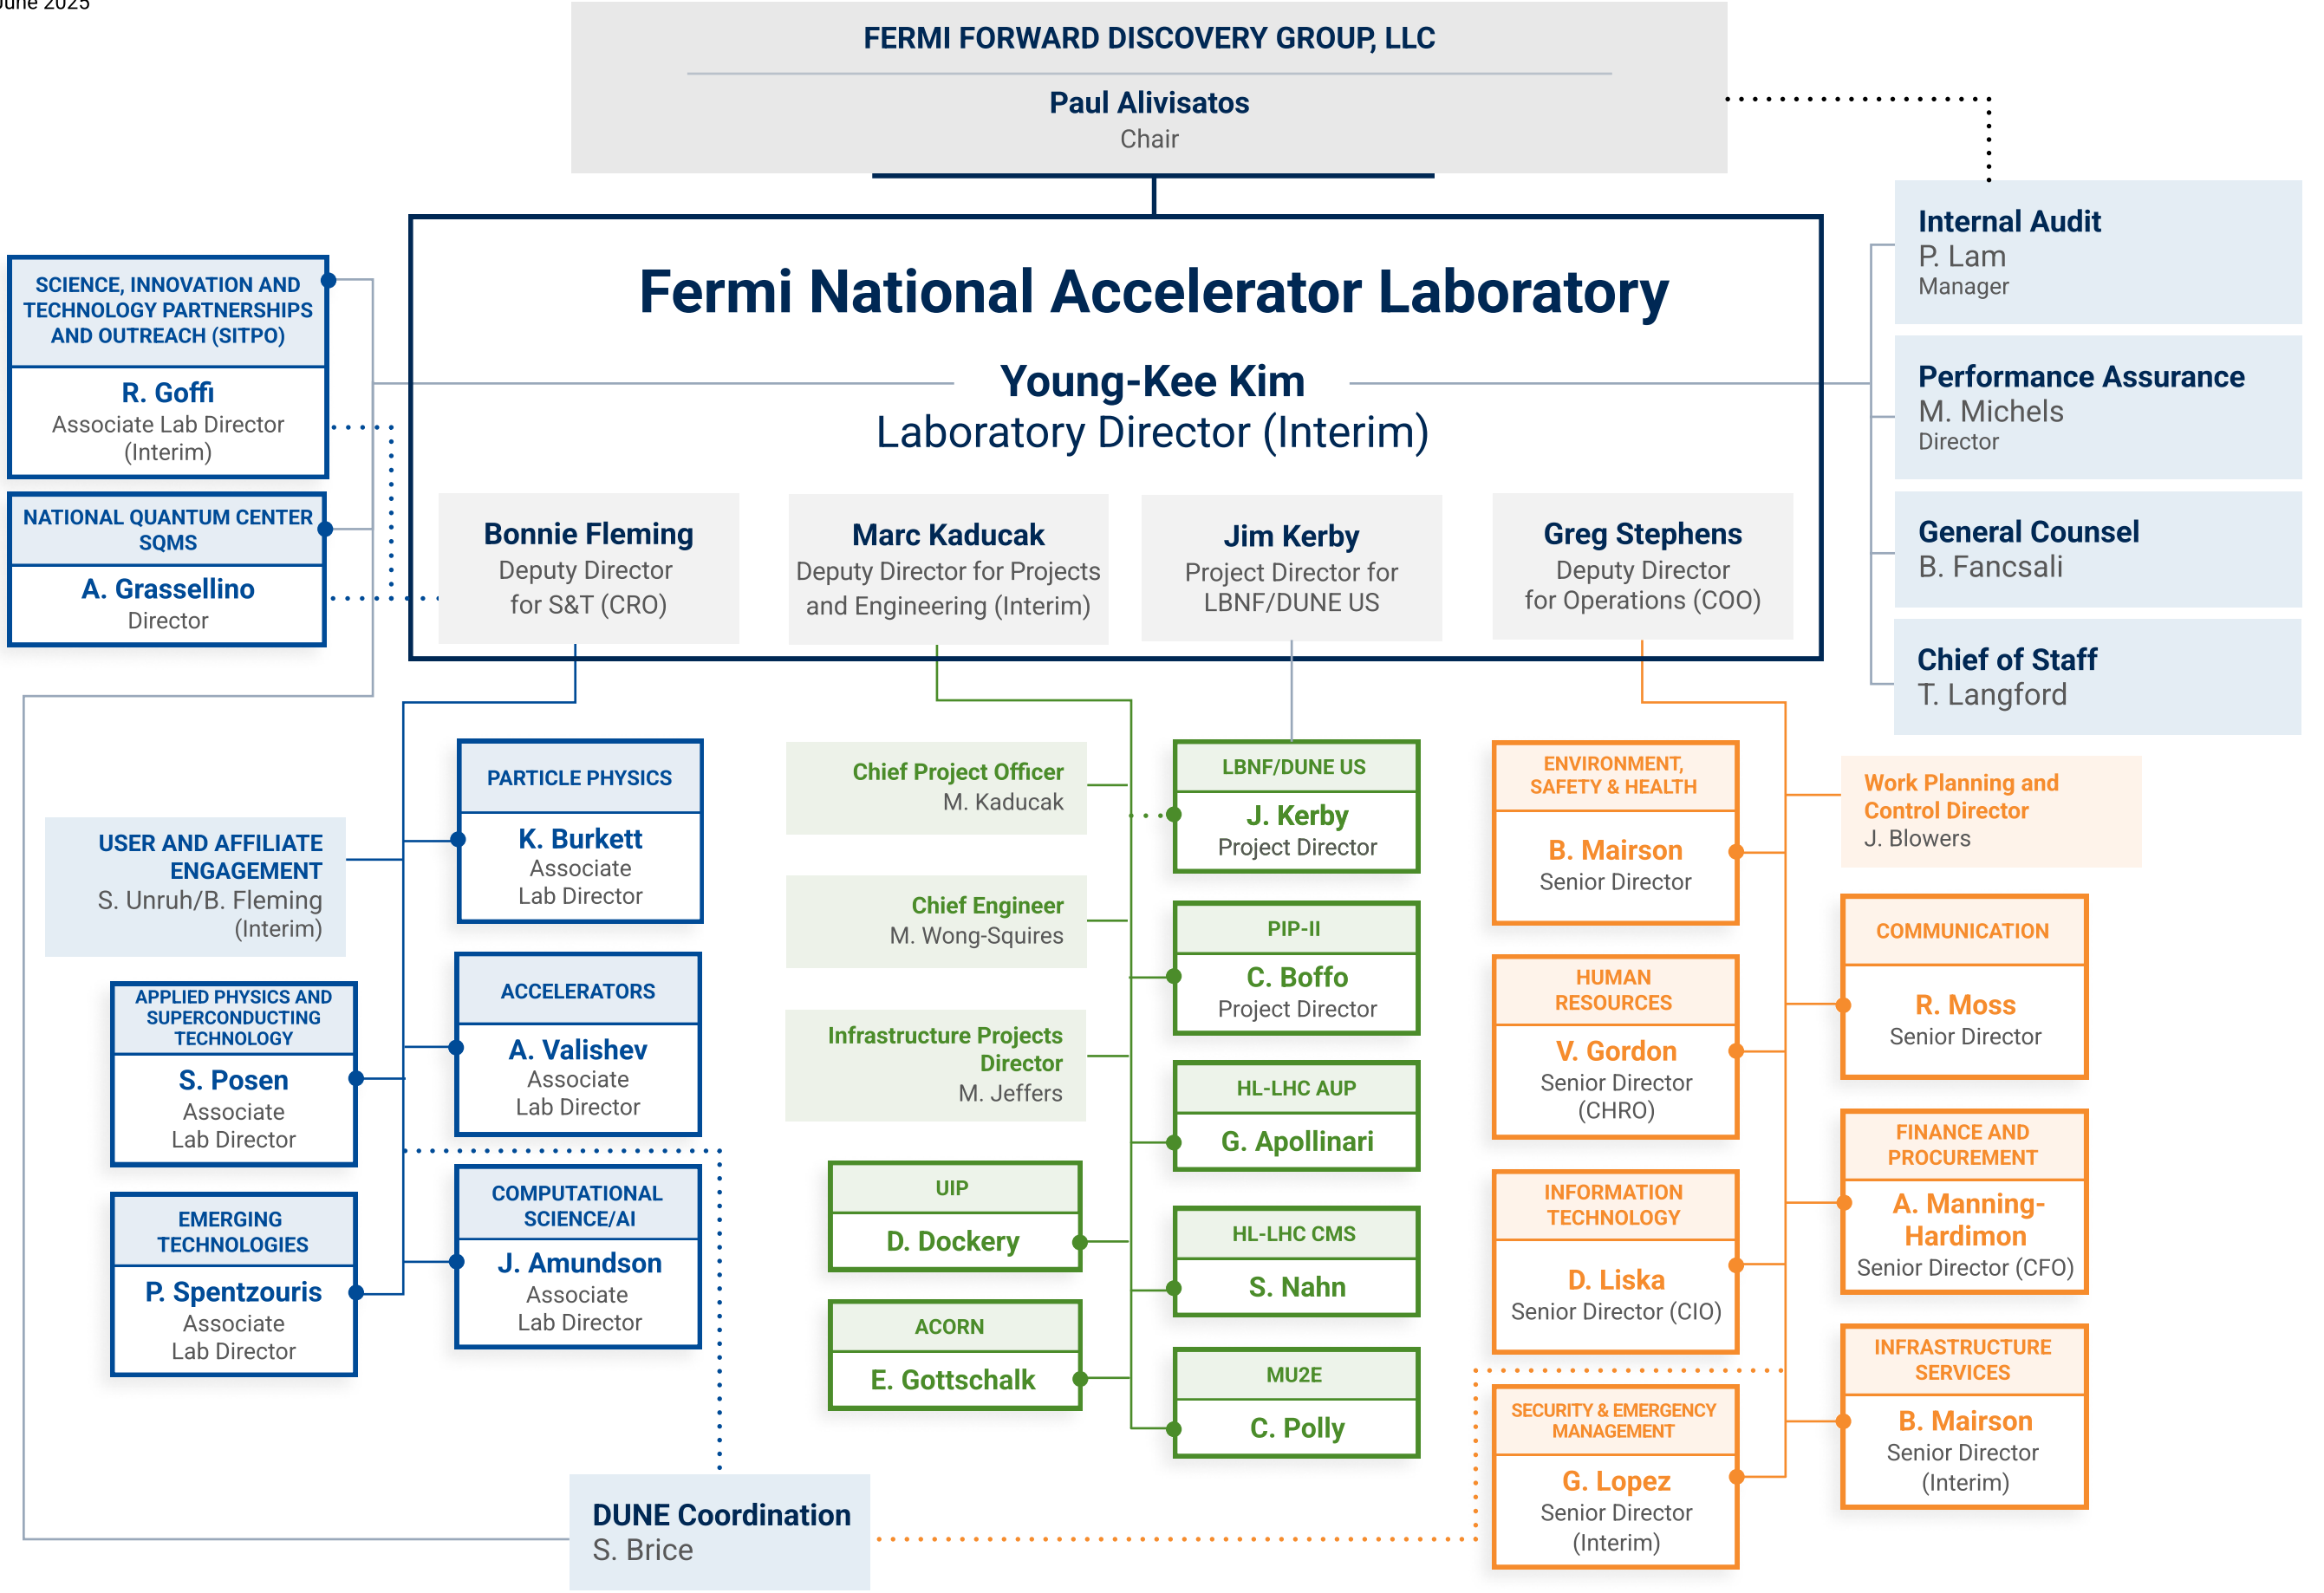 June 2025
FERMI FORWARD DISCOVERY GROUP, LLC
Paul Alivisatos
Chair
Internal Audit
P. Lam
Manager
Performance Assurance
M. Michels
Director
General Counsel
B. Fancsali
Chief of Staff
T. Langford
Fermi National Accelerator Laboratory
Young-Kee Kim
Laboratory Director (Interim)
SCIENCE, INNOVATION AND
TECHNOLOGY PARTNERSHIPS
AND OUTREACH (SITPO)
R. Goffi
Associate Lab Director
(Interim)
NATIONAL QUANTUM CENTER
SQMS
A. Grassellino
Director
Bonnie Fleming
Deputy Director
for S&T (CRO)
Marc Kaducak
Deputy Director for Projects
and Engineering (Interim)
Jim Kerby
Project Director for
LBNF/DUNE US
Greg Stephens
Deputy Director
for Operations (COO)
USER AND AFFILIATE
ENGAGEMENT
S. Unruh/B. Fleming
(Interim)
APPLIED PHYSICS AND
SUPERCONDUCTING
TECHNOLOGY
S. Posen
Associate
Lab Director
EMERGING
TECHNOLOGIES
P. Spentzouris
Associate
Lab Director
PARTICLE PHYSICS
K. Burkett
Associate
Lab Director
ACCELERATORS
A. Valishev
Associate
Lab Director
COMPUTATIONAL
SCIENCE/AI
J. Amundson
Associate
Lab Director
Chief Project Officer
M. Kaducak
Chief Engineer
M. Wong-Squires
Infrastructure Projects
Director
M. Jeffers
UIP
D. Dockery
ACORN
E. Gottschalk
LBNF/DUNE US
J. Kerby
Project Director
PIP-II
C. Boffo
Project Director
HL-LHC AUP
G. Apollinari
HL-LHC CMS
S. Nahn
MU2E
C. Polly
ENVIRONMENT,
SAFETY & HEALTH
B. Mairson
Senior Director
HUMAN
RESOURCES
V. Gordon
Senior Director
(CHRO)
INFORMATION
TECHNOLOGY
D. Liska
Senior Director (CIO)
SECURITY & EMERGENCY
MANAGEMENT
G. Lopez
Senior Director
(Interim)
Work Planning and
Control Director
J. Blowers
COMMUNICATION
R. Moss
Senior Director
FINANCE AND
PROCUREMENT
A. Manning-
Hardimon
Senior Director (CFO)
INFRASTRUCTURE
SERVICES
B. Mairson
Senior Director
(Interim)
DUNE Coordination
S. Brice